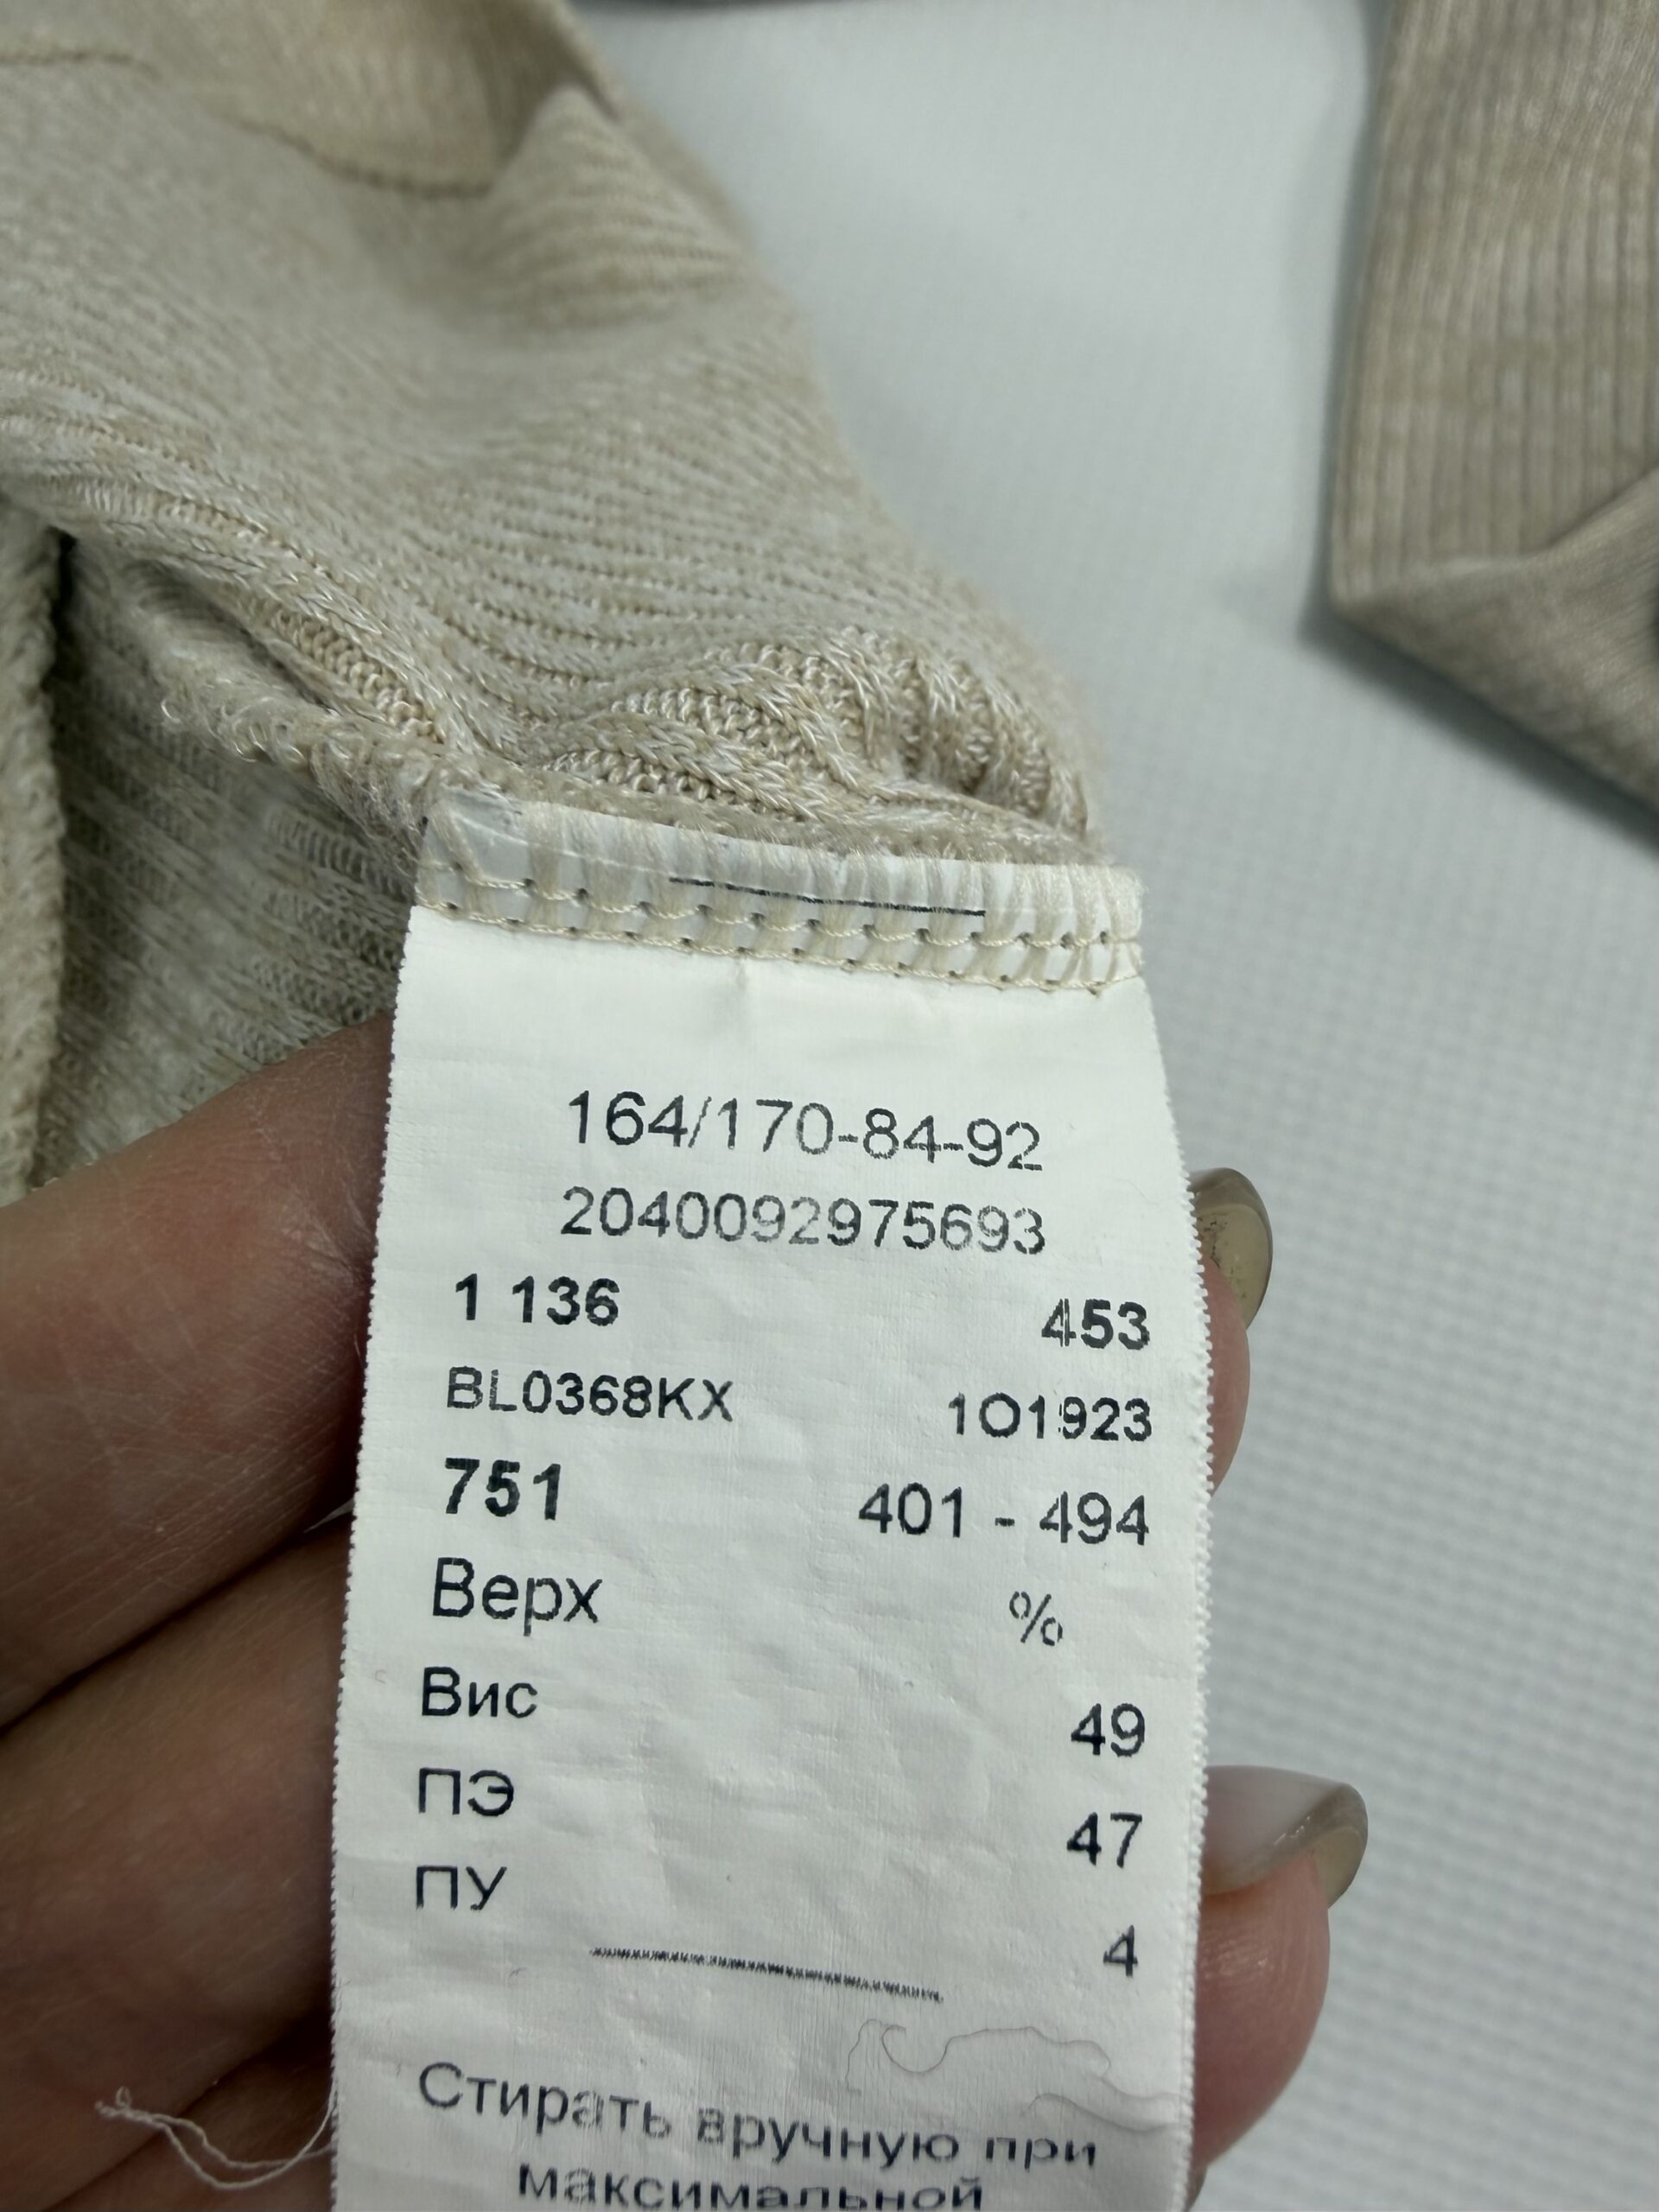 164/170-84-92
2040092975693
1 136 453
BL0368KX 1O1923
751 401 - 494
Верх %
Вис 49
ПЭ 47
ПУ 4
Стирать вручную при
максимальной